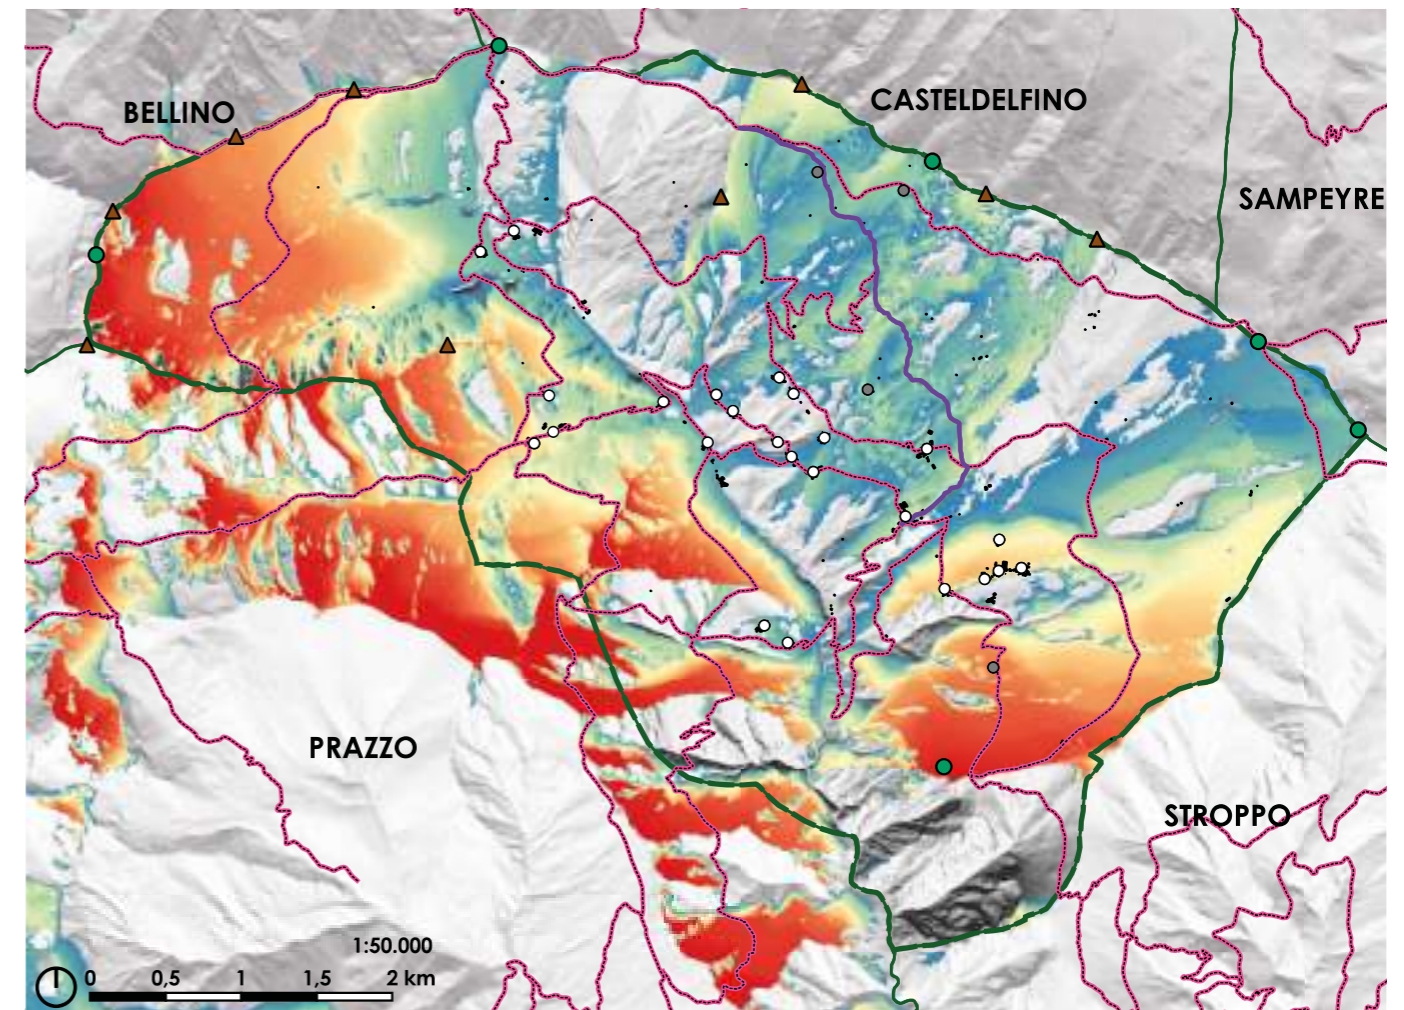 BELLINO
CASTELDELFINO
SAMPEYRE
PRAZZO
STROPPO
1:50.000
0 0,5 1 1,5 2 km